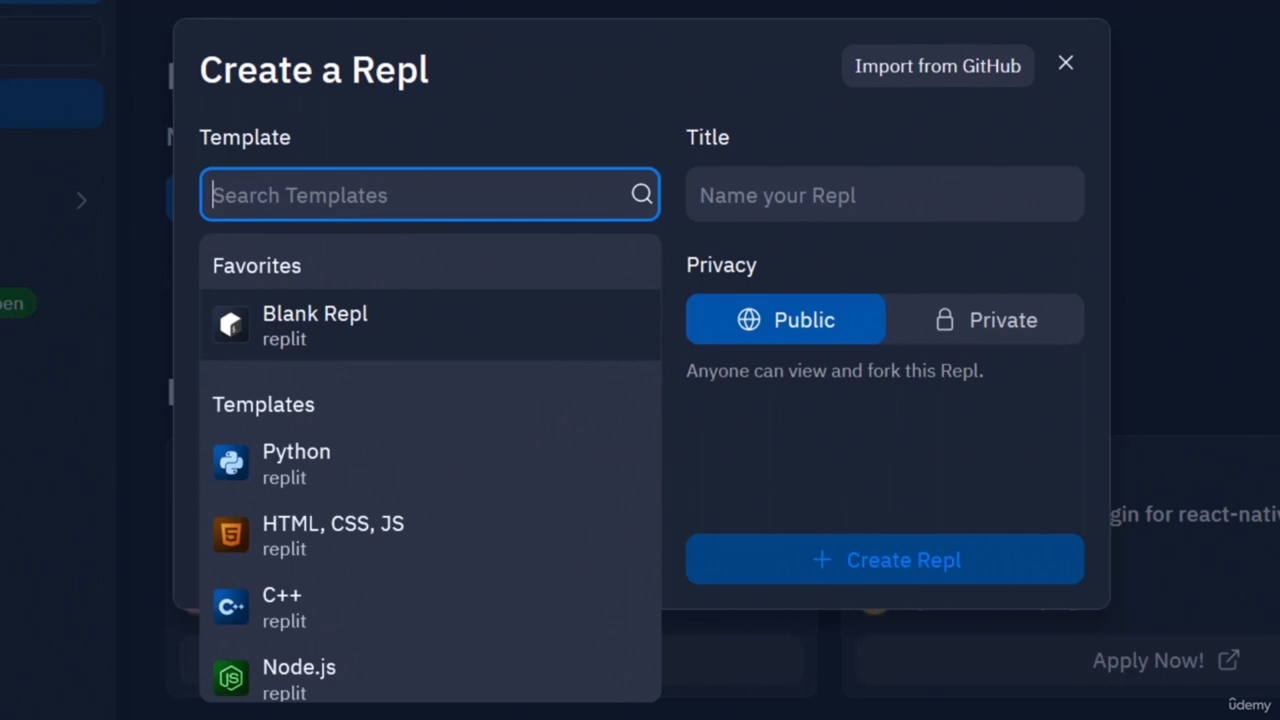 Create a Repl
Import from GitHub
Template
Title
Search Templates
Name your Repl
Favorites
Privacy
Blank Repl
replit
Public
Private
Anyone can view and fork this Repl.
Templates
Python
replit
HTML, CSS, JS
replit
C++
replit
Node.js
replit
+ Create Repl
for react-nati
Apply Now!
ûdemy